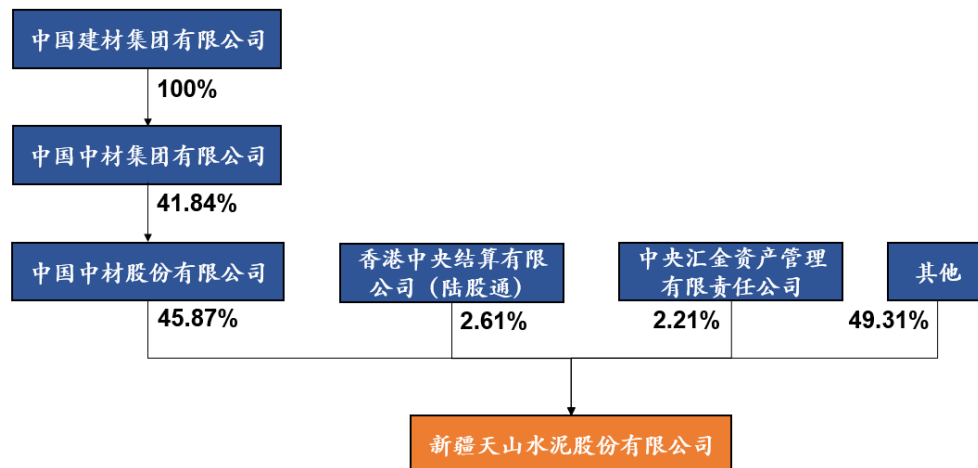 中国建材集团有限公司
100%
中国中材集团有限公司
41.84%
中国中材股份有限公司
香港中央结算有限
公司（陆股通）
中央汇金资产管理
有限责任公司
其他
45.87%
2.61%
2.21%
49.31%
新疆天山水泥股份有限公司